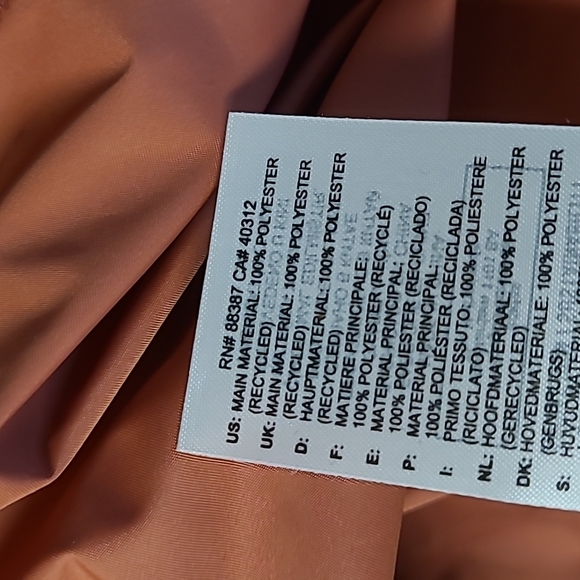 RN# 88387 CA# 40312
US: MAIN MATERIAL: 100% POLYESTER
(RECYCLED)
UK: MAIN MATERIAL: 100% POLYESTER
(RECYCLED)
D: HAUPTMATERIAL: 100% POLYESTER
(RECYCLED)
F: MATIERE PRINCIPALE:
100% POLYESTER (RECYCLÉ)
E: MATERIAL PRINCIPAL:
100% POLIESTER (RECICLADO)
P: MATERIAL PRINCIPAL:
100% POLIÉSTER (RECICLADA)
I: PRIMO TESSUTO: 100% POLIESTERE
(RICICLATO)
NL: HOOFDMATERIAAL: 100% POLYESTER
(GERECYCLED)
DK: HOVEDMATERIALE: 100% POLYESTER
(GENBRUGS)
S: